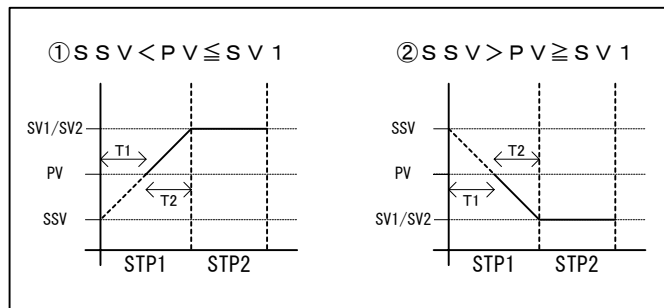 ①SSV<PV≦SV1
SV1/SV2
T1
PV
T2
SSV
STP1 STP2
②SSV>PV≧SV1
SSV
T2
PV
T1
SV1/SV2
STP1 STP2